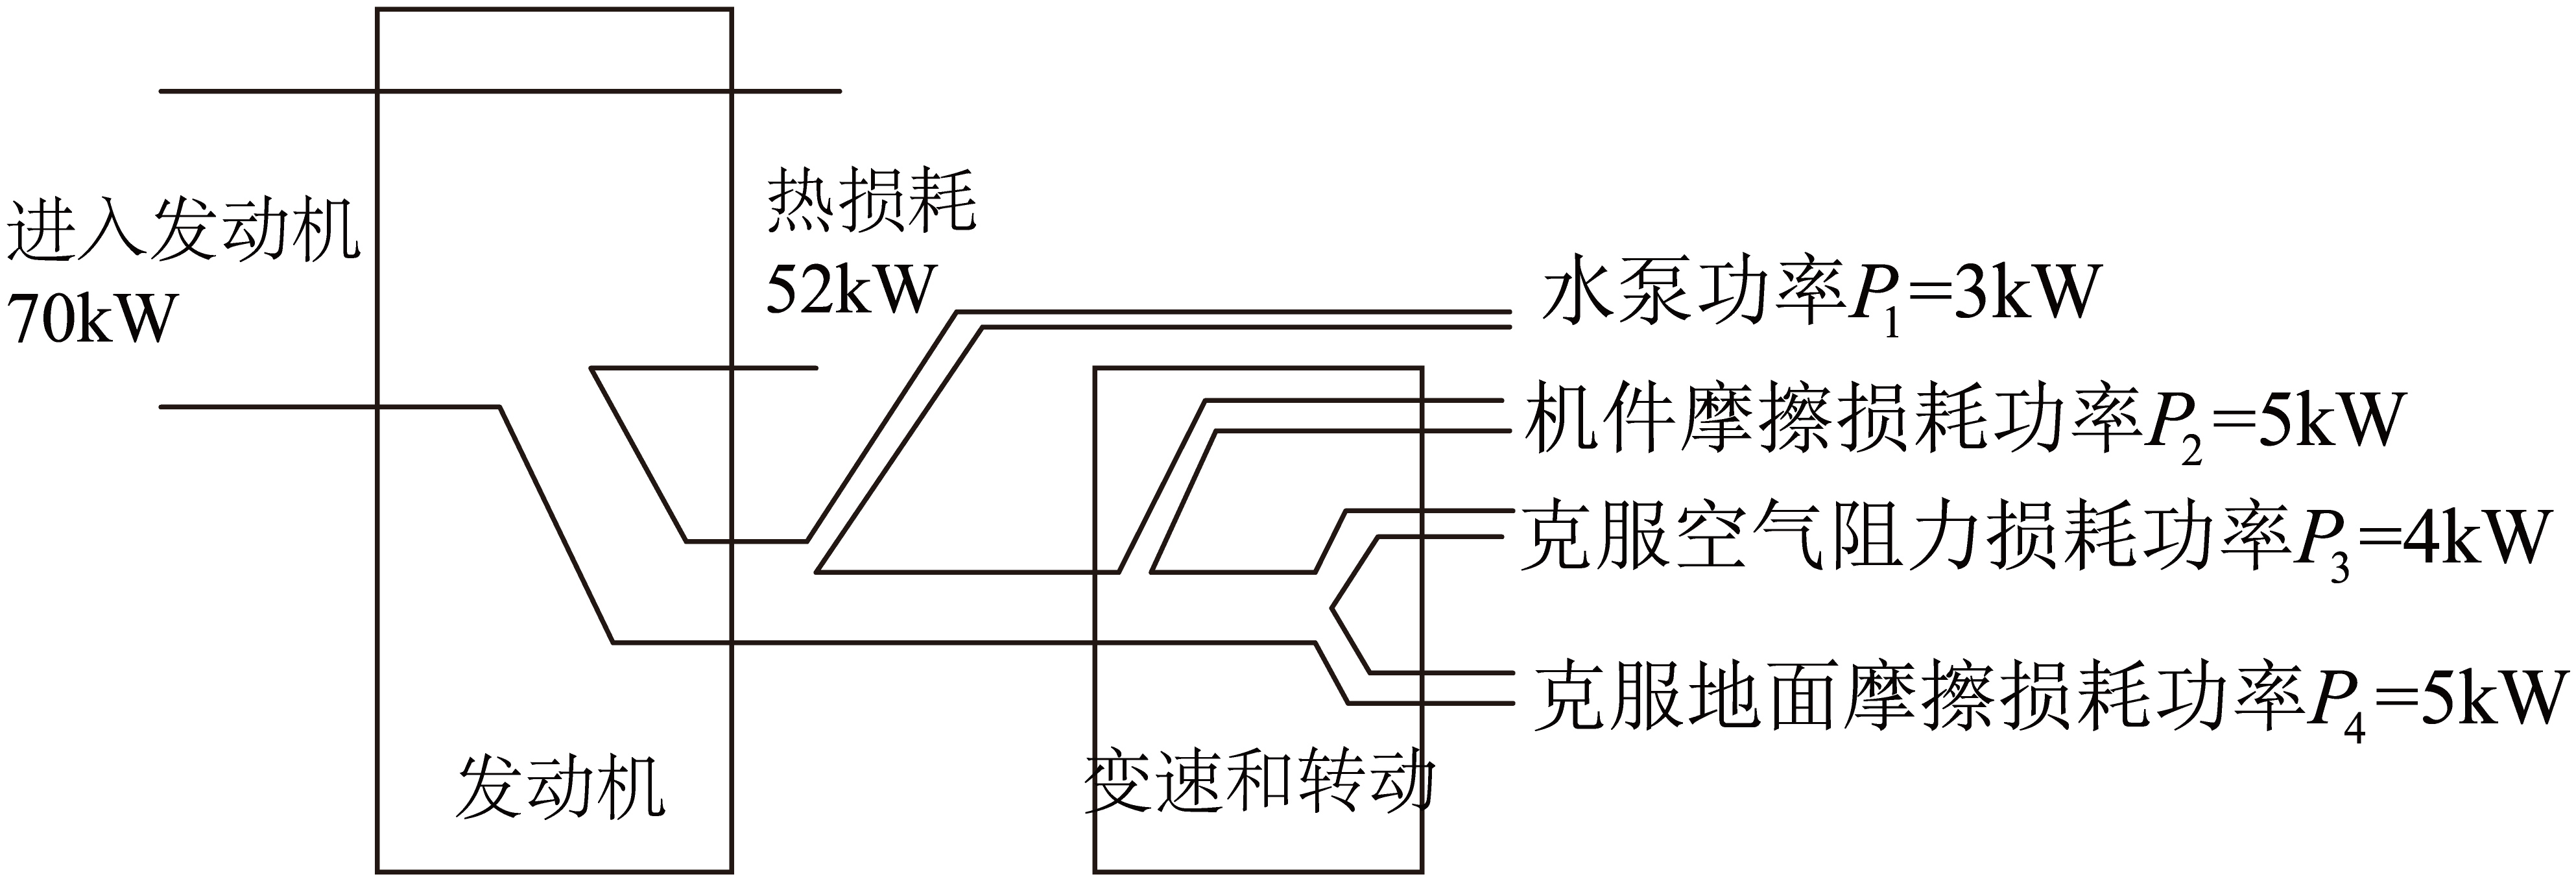 进入发动机
70kW
热损耗
52kW
水泵功率P₁=3kW
机件摩擦损耗功率P₂=5kW
克服空气阻力损耗功率P₃=4kW
克服地面摩擦损耗功率P₄=5kW
发动机
变速和转动